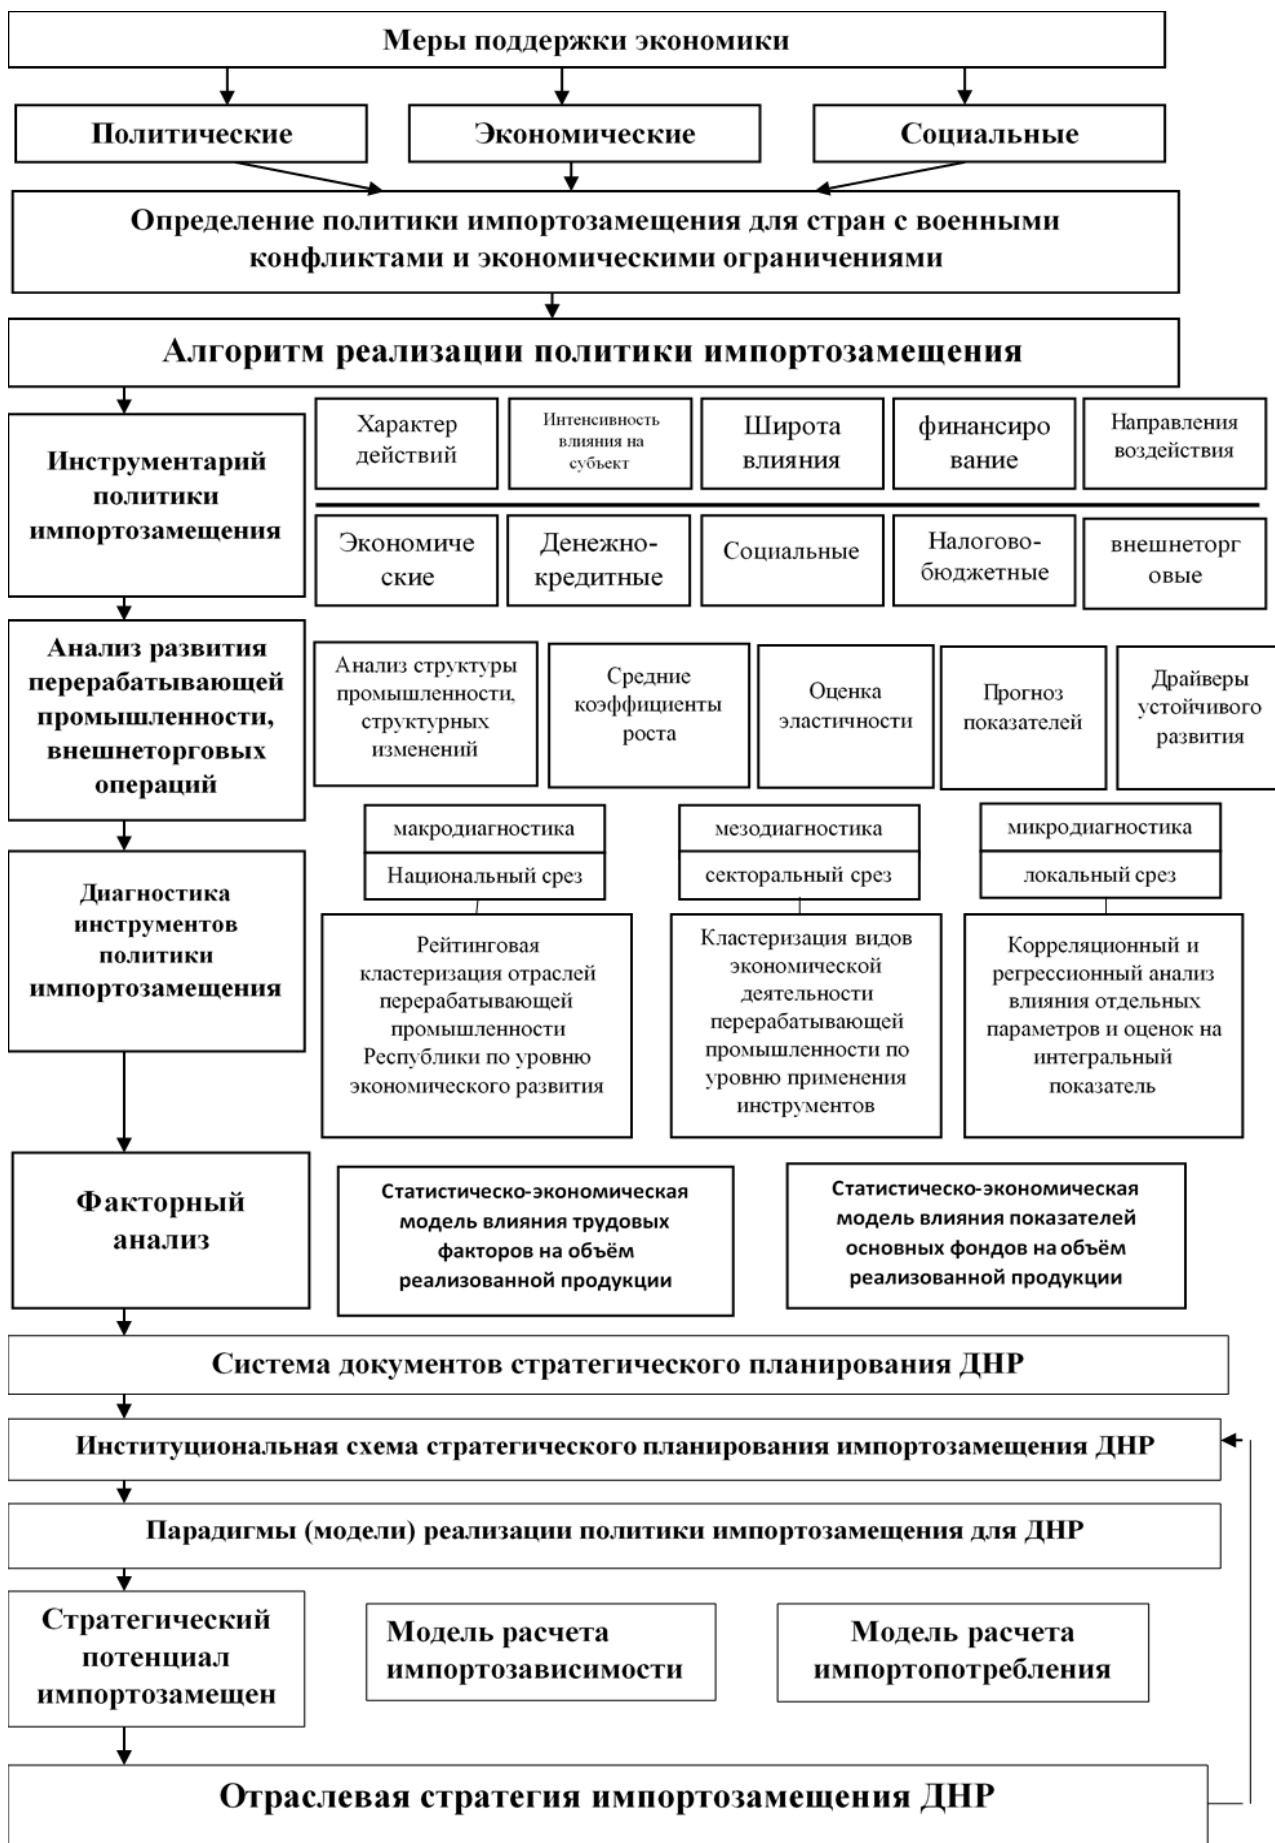 Меры поддержки экономики
Политические
Экономические
Социальные
Определение политики импортозамещения для стран с военными
конфликтами и экономическими ограничениями
Алгоритм реализации политики импортозамещения
Инструментарий
политики
импортозамещения
Характер
действий
Интенсивность
влияния на
субъект
Широта
влияния
финансиро
вание
Направления
воздействия
Экономиче
ские
Денежно-
кредитные
Социальные
Налогово-
бюджетные
внешнеторг
овые
Анализ развития
перерабатывающей
промышленности,
внешнеторговых
операций
Анализ структуры
промышленности,
структурных
изменений
Средние
коэффициенты
роста
Оценка
эластичности
Прогноз
показателей
Драйверы
устойчивого
развития
Диагностика
инструментов
политики
импортозамещения
макродиагностика
Национальный срез
Рейтинговая
кластеризация отраслей
перерабатывающей
промышленности
Республики по уровню
экономического развития
мезодиагностика
секторальный срез
Кластеризация видов
экономической
деятельности
перерабатывающей
промышленности по
уровню применения
инструментов
микродиагностика
локальный срез
Корреляционный и
регрессионный анализ
влияния отдельных
параметров и оценок на
интегральный
показатель
Факторный
анализ
Статистическо-экономическая
модель влияния трудовых
факторов на объём
реализованной продукции
Статистическо-экономическая
модель влияния показателей
основных фондов на объём
реализованной продукции
Система документов стратегического планирования ДНР
Институциональная схема стратегического планирования импортозамещения ДНР
Парадигмы (модели) реализации политики импортозамещения для ДНР
Стратегический
потенциал
импортозамещен
Модель расчета
импортозависимости
Модель расчета
импортопотребления
Отраслевая стратегия импортозамещения ДНР